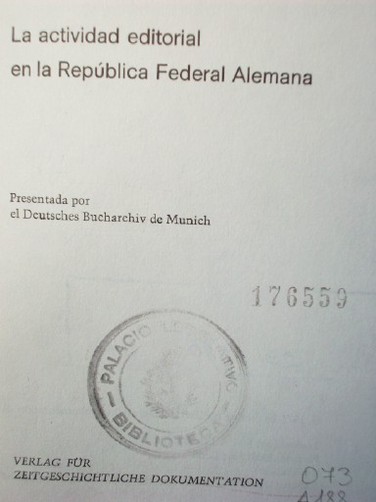 La actividad editorial
en la República Federal Alemana
Presentada por
el Deutsches Bucharchiv de Munich
176559
PALACIO
BIBLIOTECA
VERLAG FÜR
ZEITGESCHICHTLICHE DOKUMENTATION
073
A188